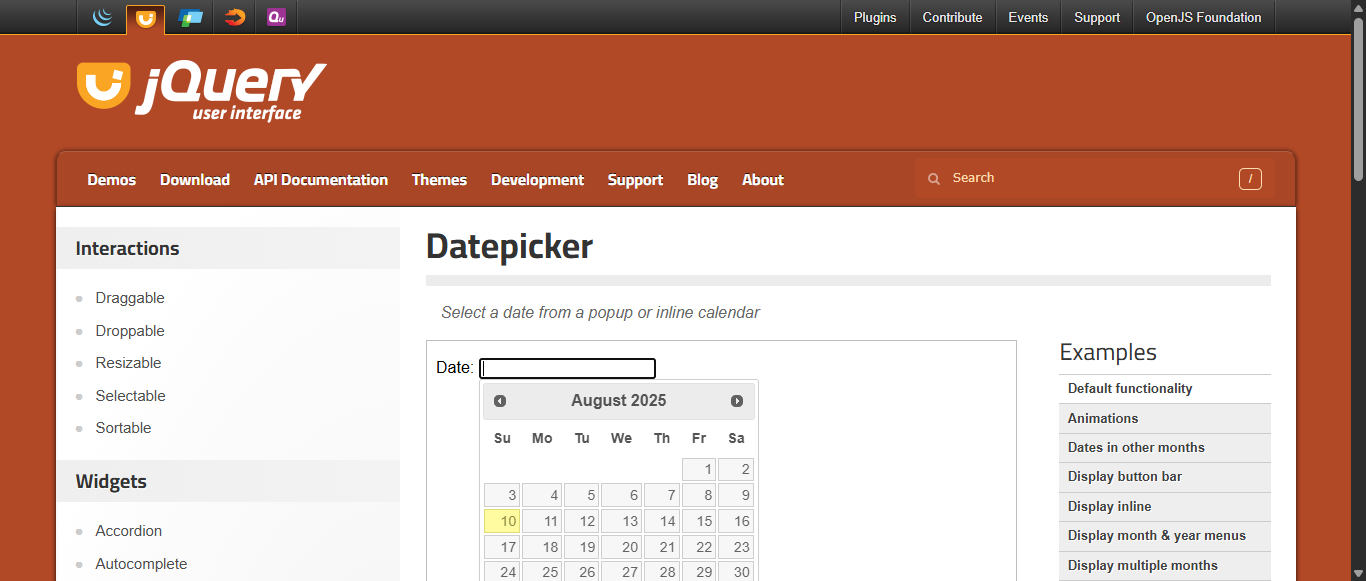 Qu
Plugins Contribute Events Support OpenJS Foundation
jQuery
user interface
Demos Download API Documentation Themes Development Support Blog About Search /
Interactions
Draggable
Droppable
Resizable
Selectable
Sortable
Widgets
Accordion
Autocomplete
Datepicker
Select a date from a popup or inline calendar
Date:
August 2025
Su Mo Tu We Th Fr Sa
1 2
3 4 5 6 7 8 9
10 11 12 13 14 15 16
17 18 19 20 21 22 23
24 25 26 27 28 29 30
Examples
Default functionality
Animations
Dates in other months
Display button bar
Display inline
Display month & year menus
Display multiple months